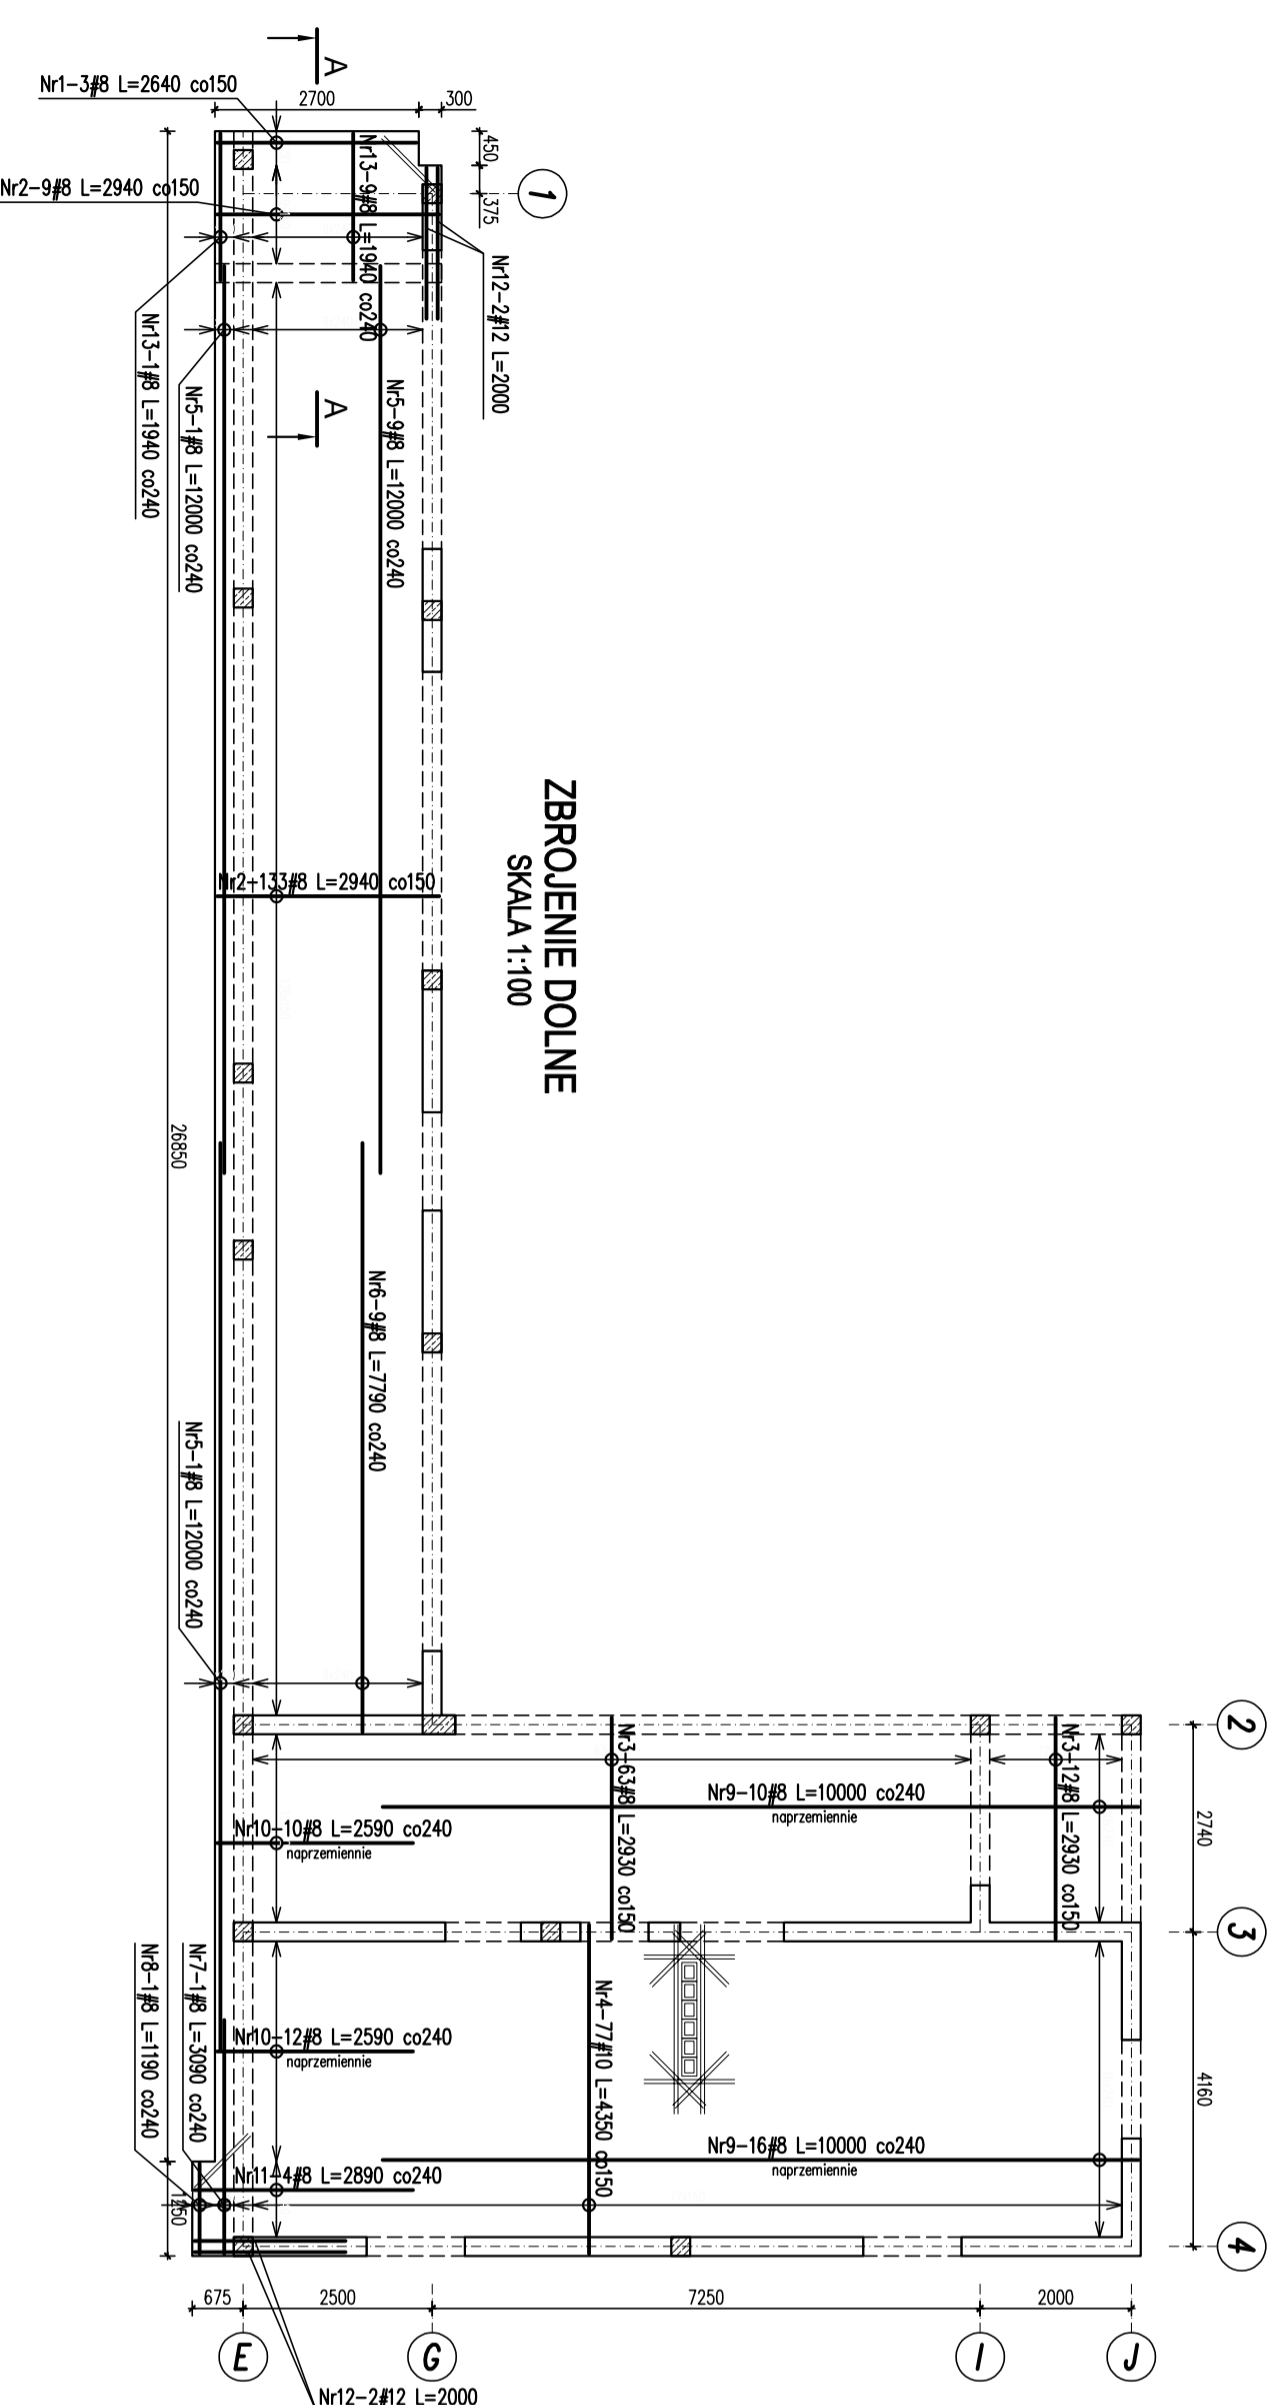 A
Nr1-3#8 L=2640 co150
2700
300
450
375
1
Nr2-9#8 L=2940 co150
Nr13-9#8 L=1940 co240
Nr12-2#12 L=2000
Nr13-1#8 L=1940 co240
Nr5-1#8 L=12000 co240
A
Nr5-9#8 L=12000 co240
ZBROJENIE DOLNE
SKALA 1:100
Nr2-133#8 L=2940 co150
26850
Nr6-9#8 L=7790 co240
Nr5-1#8 L=12000 co240
2
Nr3-63#8 L=2930 co150
Nr3-12#8 L=2930 co150
Nr9-10#8 L=10000 co240
naprzemiennie
2740
Nr10-10#8 L=2590 co240
naprzemiennie
3
Nr8-1#8 L=1190 co240
Nr7-1#8 L=3090 co240
Nr10-12#8 L=2590 co240
naprzemiennie
Nr4-77#10 L=4350 co150
4160
Nr9-16#8 L=10000 co240
naprzemiennie
Nr11-4#8 L=2890 co240
1250
4
675
2500
7250
2000
E
G
I
J
Nr12-2#12 L=2000